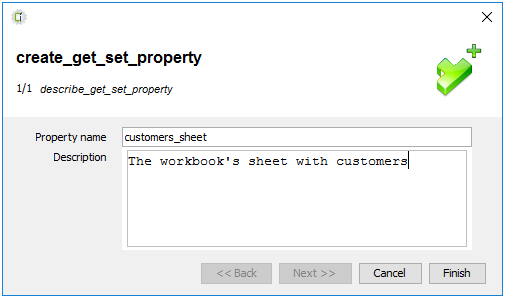 create_get_set_property
1/1 describe_get_set_property
Property name customers_sheet
Description The workbook's sheet with customers
<< Back Next >> Cancel Finish